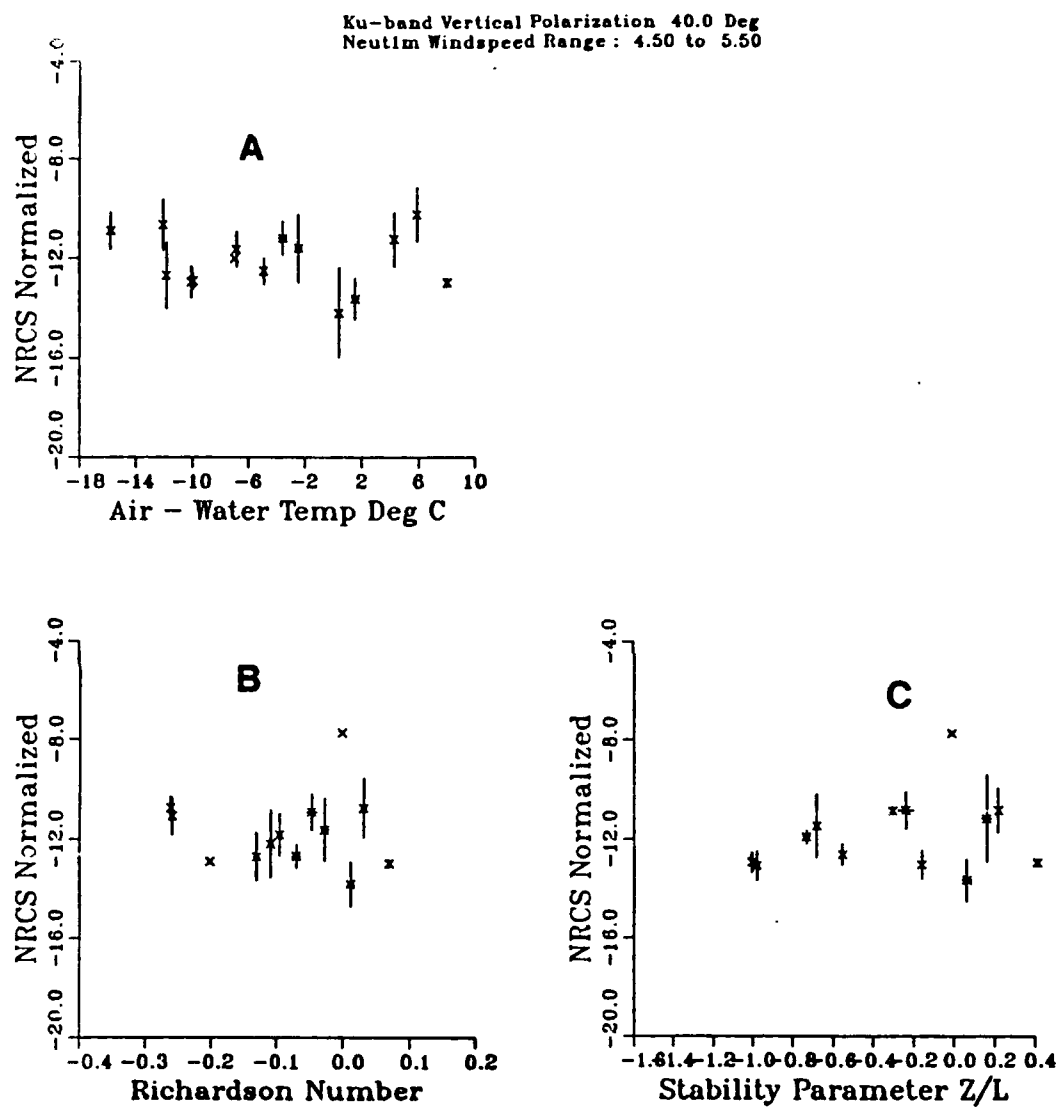 Ku-band Vertical Polarization 40.0 Deg
Neut1m Windspeed Range : 4.50 to 5.50
A
NRCS Normalized
-4.0
-8.0
-12.0
-16.0
-20.0
-18 -14 -10 -6 -2 2 6 10
Air - Water Temp Deg C
B
NRCS Normalized
-4.0
-8.0
-12.0
-16.0
-20.0
-0.4 -0.3 -0.2 -0.1 0.0 0.1 0.2
Richardson Number
C
NRCS Normalized
-4.0
-8.0
-12.0
-16.0
-20.0
-1.6 1.4 -1.2 -1.0 -0.8 -0.6 -0.4 -0.2 0.0 0.2 0.4
Stability Parameter Z/L